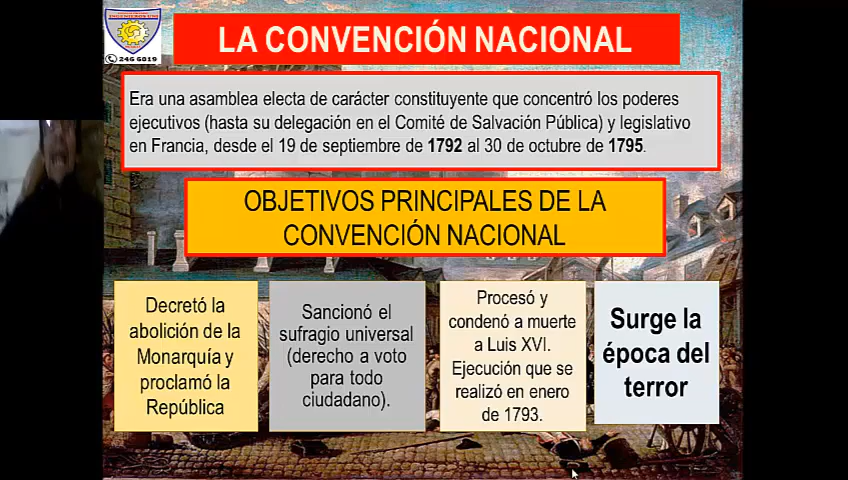 INGENIEROS UNI
246 6819
LA CONVENCIÓN NACIONAL
Era una asamblea electa de carácter constituyente que concentró los poderes
ejecutivos (hasta su delegación en el Comité de Salvación Pública) y legislativo
en Francia, desde el 19 de septiembre de 1792 al 30 de octubre de 1795.
OBJETIVOS PRINCIPALES DE LA
CONVENCIÓN NACIONAL
Decretó la
abolición de la
Monarquía y
proclamó la
República
Sancionó el
sufragio universal
(derecho a voto
para todo
ciudadano).
Procesó y
condenó a muerte
a Luis XVI.
Ejecución que se
realizó en enero
de 1793.
Surge la
época del
terror